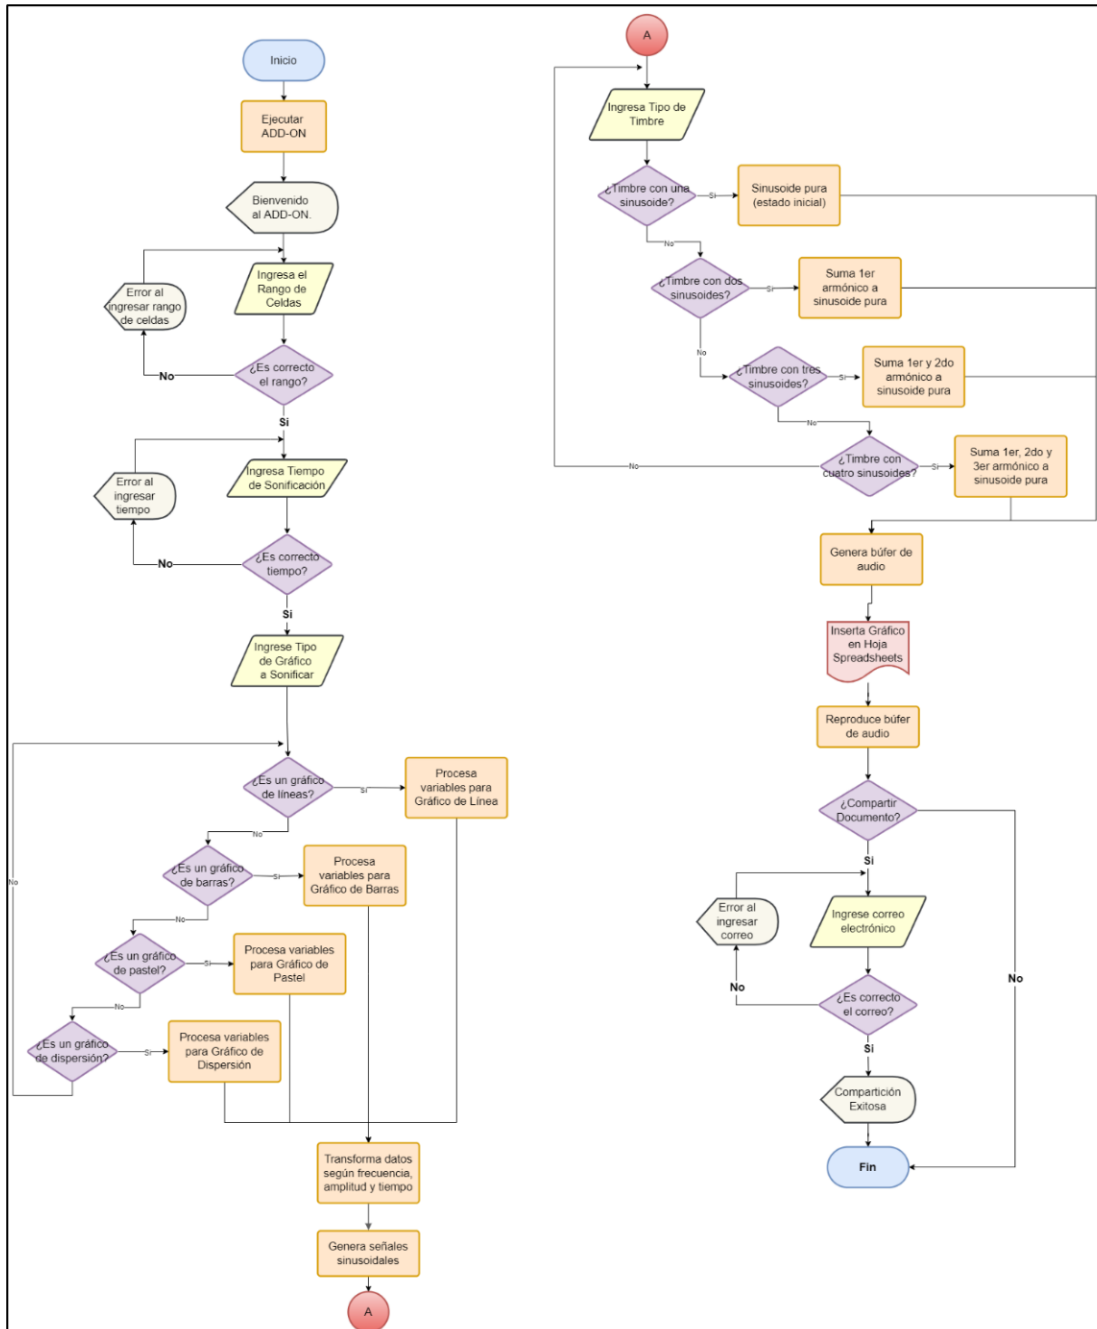 Inicio
Ejecutar
ADD-ON
Bienvenido
al ADD-ON.
Ingresa el
Rango de
Celdas
Error al
ingresar rango
de celdas
¿Es correcto
el rango?
No
Si
Ingresa Tiempo
de Sonificación
Error al
ingresar
tiempo
¿Es correcto
tiempo?
No
Si
Ingrese Tipo
de Gráfico
a Sonificar
¿Es un gráfico
de líneas?
Si
Procesa
variables para
Gráfico de Línea
No
¿Es un gráfico
de barras?
Si
Procesa
variables para
Gráfico de Barras
No
¿Es un gráfico
de pastel?
Si
Procesa variables
para Gráfico de
Pastel
No
¿Es un gráfico
de dispersión?
Si
Procesa variables
para Gráfico de
Dispersión
No
Transforma datos
según frecuencia,
amplitud y tiempo
Genera señales
sinusoidales
A
A
Ingresa Tipo de
Timbre
¿Timbre con una
sinusoide?
Si
Sinusoide pura
(estado inicial)
No
¿Timbre con dos
sinusoides?
Si
Suma 1er
armónico a
sinusoide pura
No
¿Timbre con tres
sinusoides?
Si
Suma 1er y 2do
armónico a
sinusoide pura
No
¿Timbre con
cuatro sinusoides?
Si
Suma 1er, 2do y
3er armónico a
sinusoide pura
No
Genera búfer de
audio
Inserta Gráfico
en Hoja
Spreadsheets
Reproduce búfer
de audio
¿Compartir
Documento?
Si
No
Ingrese correo
electrónico
Error al
ingresar
correo
¿Es correcto
el correo?
No
Si
Compartición
Exitosa
Fin